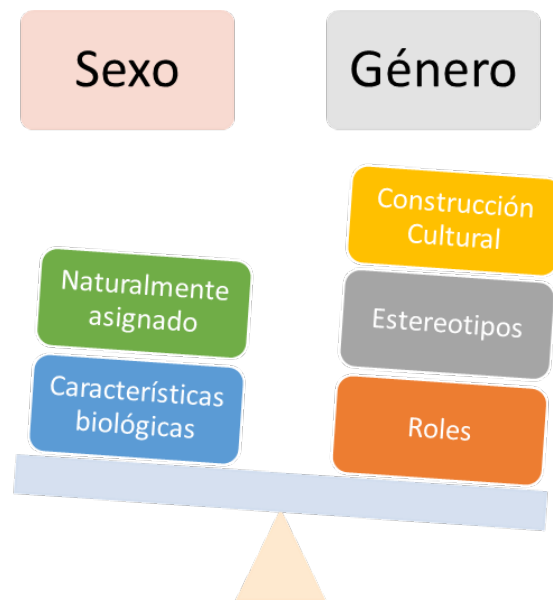 Sexo
Género
Naturalmente
asignado
Características
biológicas
Construcción
Cultural
Estereotipos
Roles